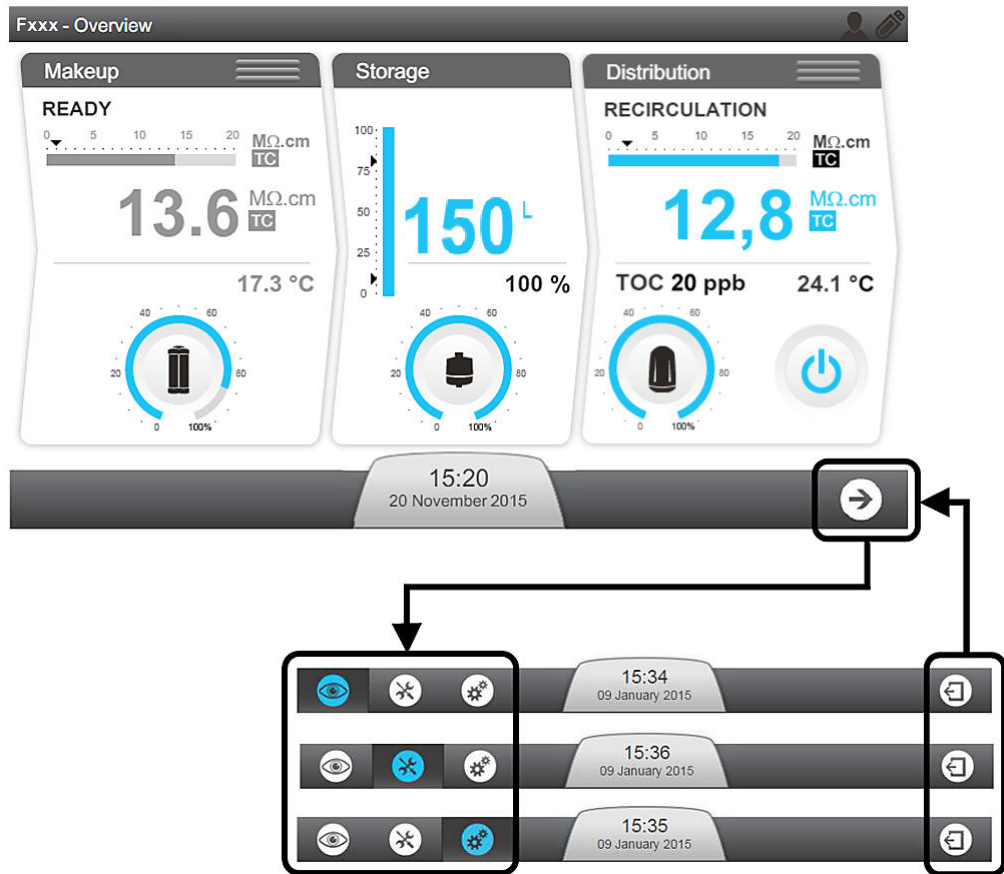 Fxxx - Overview
Makeup
READY
0 5 10 15 20 MΩ.cm
TC
13.6 MΩ.cm
TC
17.3 °C
40 60
20 80
0 100%
Storage
100
75
50
25
0
150 L
100 %
40 60
20 80
0 100%
Distribution
RECIRCULATION
0 5 10 15 20 MΩ.cm
TC
12,8 MΩ.cm
TC
TOC 20 ppb 24.1 °C
40 60
20 80
0 100%
15:20
20 November 2015
15:34
09 January 2015
15:36
09 January 2015
15:35
09 January 2015